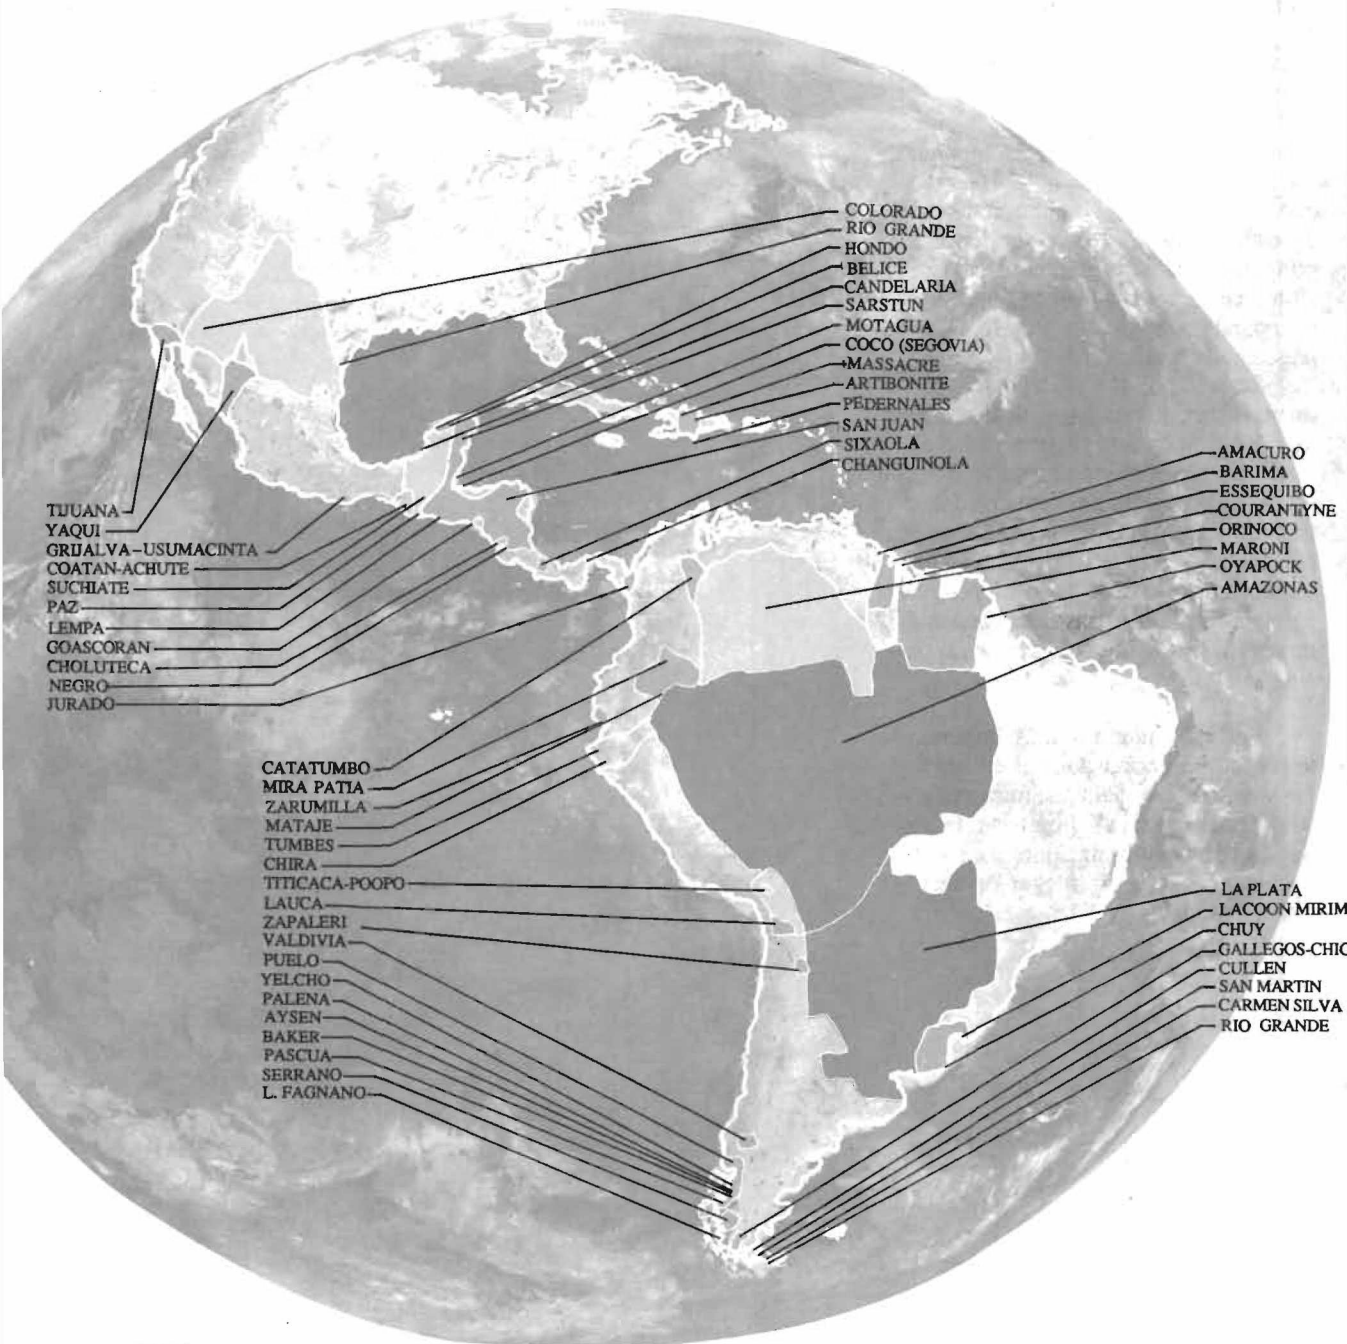 COLORADO
RIO GRANDE
HONDO
BELICE
CANDELARIA
SARSTUN
MOTAGUA
COCO (SEGOVIA)
MASSACRE
ARTIBONITE
PEDERNALES
SAN JUAN
SIXAOLA
CHANGUINOLA
AMACURO
BARIMA
ESSEQUIBO
COURANTYNE
ORINOCO
MARONI
OYAPOCK
AMAZONAS
TIJUANA
YAQUI
GRIJALVA-USUMACINTA
COATAN-ACHUTE
SUCHIATE
PAZ
LEMPA
GOASCORAN
CHOLUTECA
NEGRO
JURADO
CATATUMBO
MIRA PATIA
ZARUMILLA
MATAJE
TUMBES
CHIRA
TITICACA-POOPO
LAUCA
ZAPALERI
VALDIVIA
PUELO
YELCHO
PALENA
AYSEN
BAKER
PASCUA
SERRANO
L. FAGNANO
LA PLATA
LACOON MIRIM
CHUY
GALLEGOS-CHIC
CULLEN
SAN MARTIN
CARMEN SILVA
RIO GRANDE